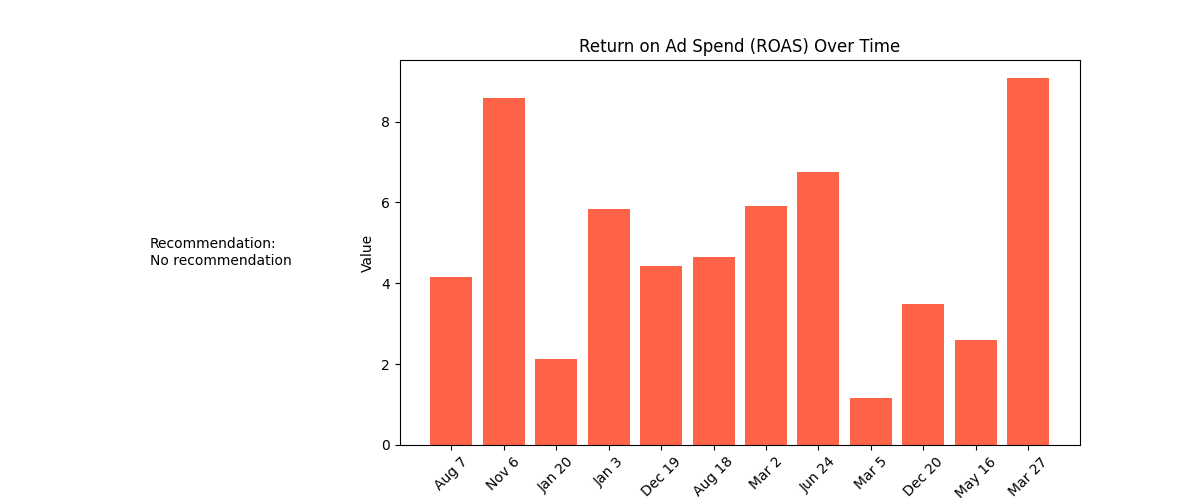 Return on Ad Spend (ROAS) Over Time
Recommendation:
No recommendation
Value
8
6
4
2
0
Aug 7
Nov 6
Jan 20
Jan 3
Dec 19
Aug 18
Mar 2
Jun 24
Mar 5
Dec 20
May 16
Mar 27